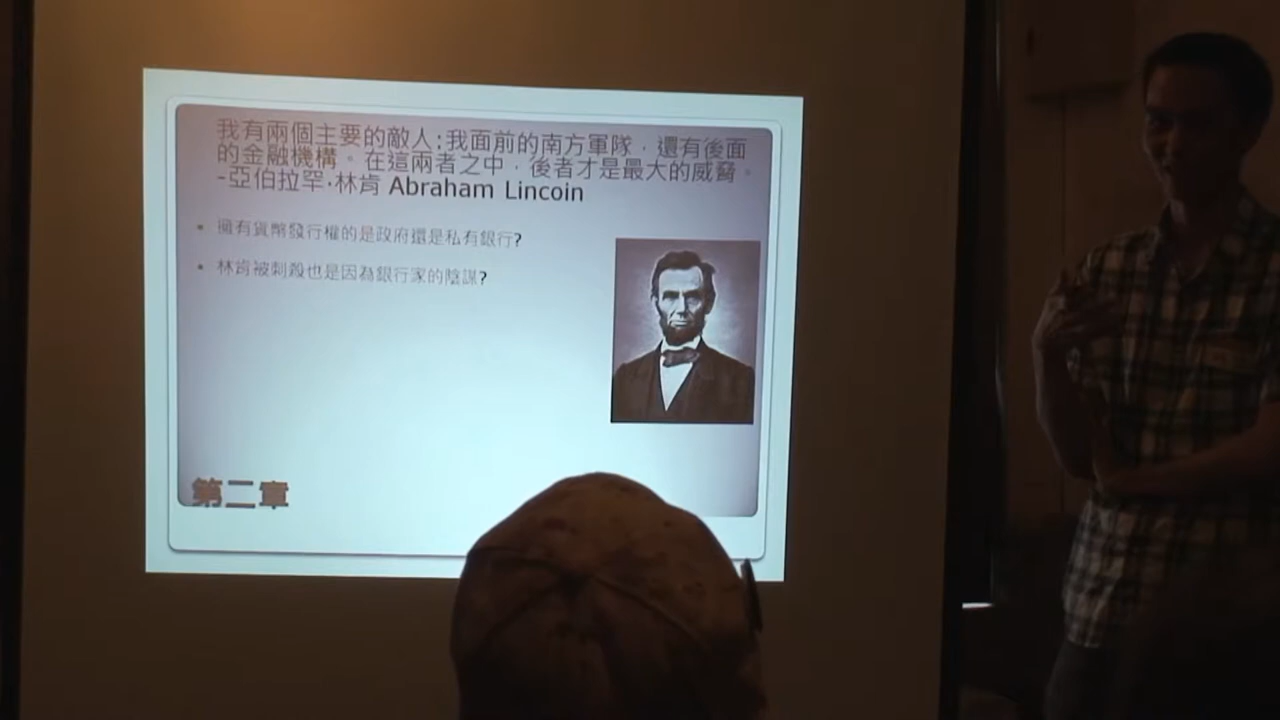 我有兩個主要的敵人;我面前的南方軍隊，還有後面
的金融機構。在這兩者之中，後者才是最大的威脅。
-亞伯拉罕·林肯 Abraham Lincoin
▪ 擁有貨幣發行權的是政府還是私有銀行?
▪ 林肯被刺殺也是因為銀行家的陰謀?
第二章